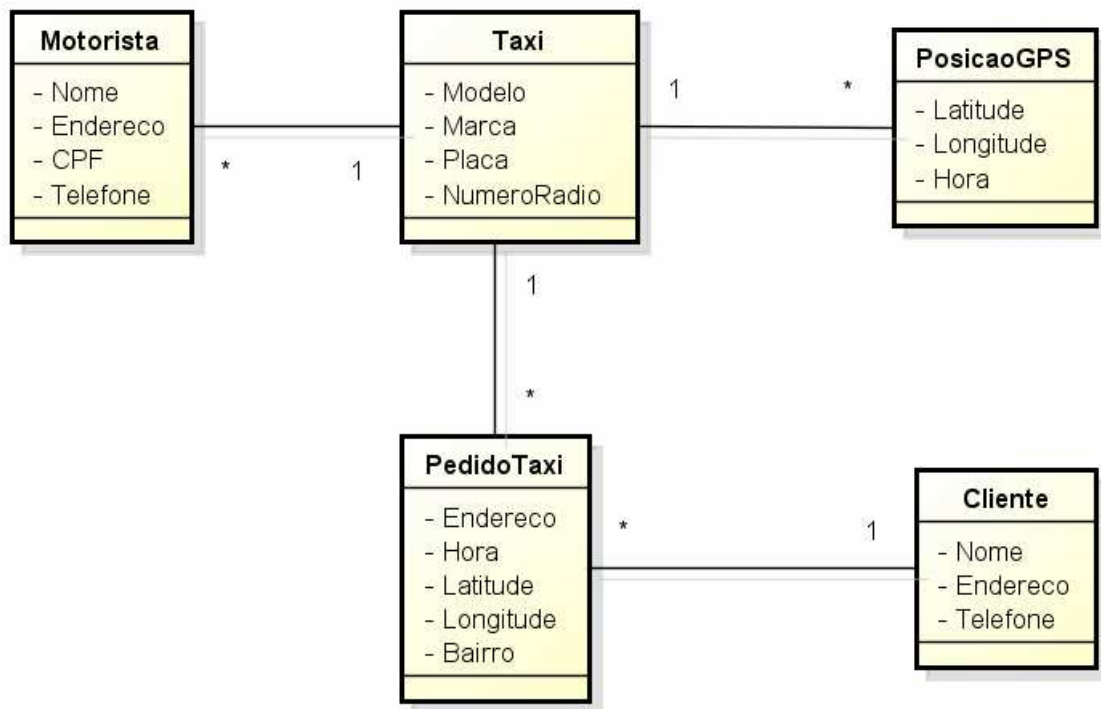 Motorista
- Nome
- Endereco
- CPF
- Telefone
*
1
Taxi
- Modelo
- Marca
- Placa
- NumeroRadio
1
*
PosicaoGPS
- Latitude
- Longitude
- Hora
1
*
PedidoTaxi
- Endereco
- Hora
- Latitude
- Longitude
- Bairro
*
1
Cliente
- Nome
- Endereco
- Telefone